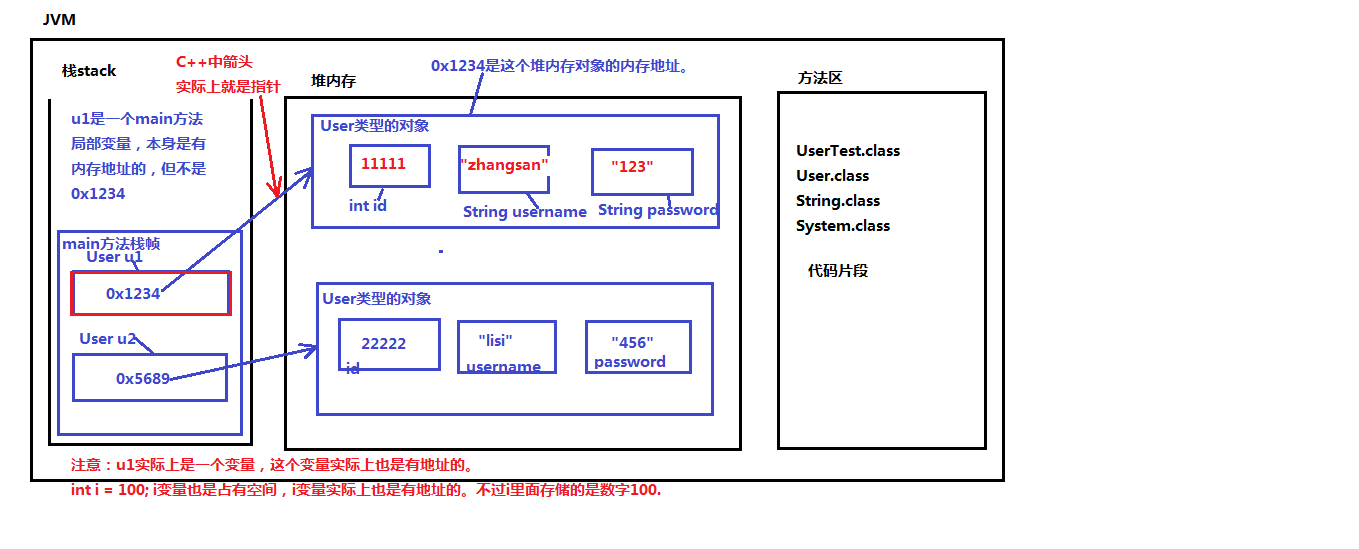 JVM
栈stack
C++中箭头
实际上就是指针
堆内存
0x1234是这个堆内存对象的内存地址。
方法区
u1是一个main方法
局部变量，本身是有
内存地址的，但不是
0x1234
User类型的对象
11111
"zhangsan"
"123"
int id
String username
String password
UserTest.class
User.class
String.class
System.class
代码片段
main方法栈帧
User u1
0x1234
User u2
0x5689
User类型的对象
22222
"lisi"
"456"
id
username
password
注意：u1实际上是一个变量，这个变量实际上也是有地址的。
int i = 100; i变量也是占有空间，i变量实际上也是有地址的。不过i里面存储的是数字100.